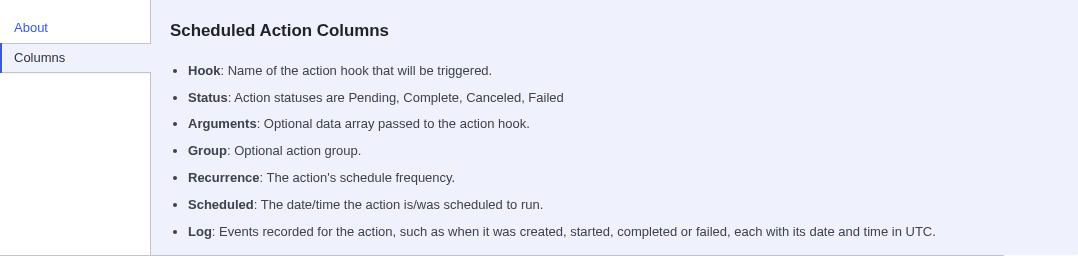 About
Columns
Scheduled Action Columns
• Hook: Name of the action hook that will be triggered.
• Status: Action statuses are Pending, Complete, Canceled, Failed
• Arguments: Optional data array passed to the action hook.
• Group: Optional action group.
• Recurrence: The action's schedule frequency.
• Scheduled: The date/time the action is/was scheduled to run.
• Log: Events recorded for the action, such as when it was created, started, completed or failed, each with its date and time in UTC.